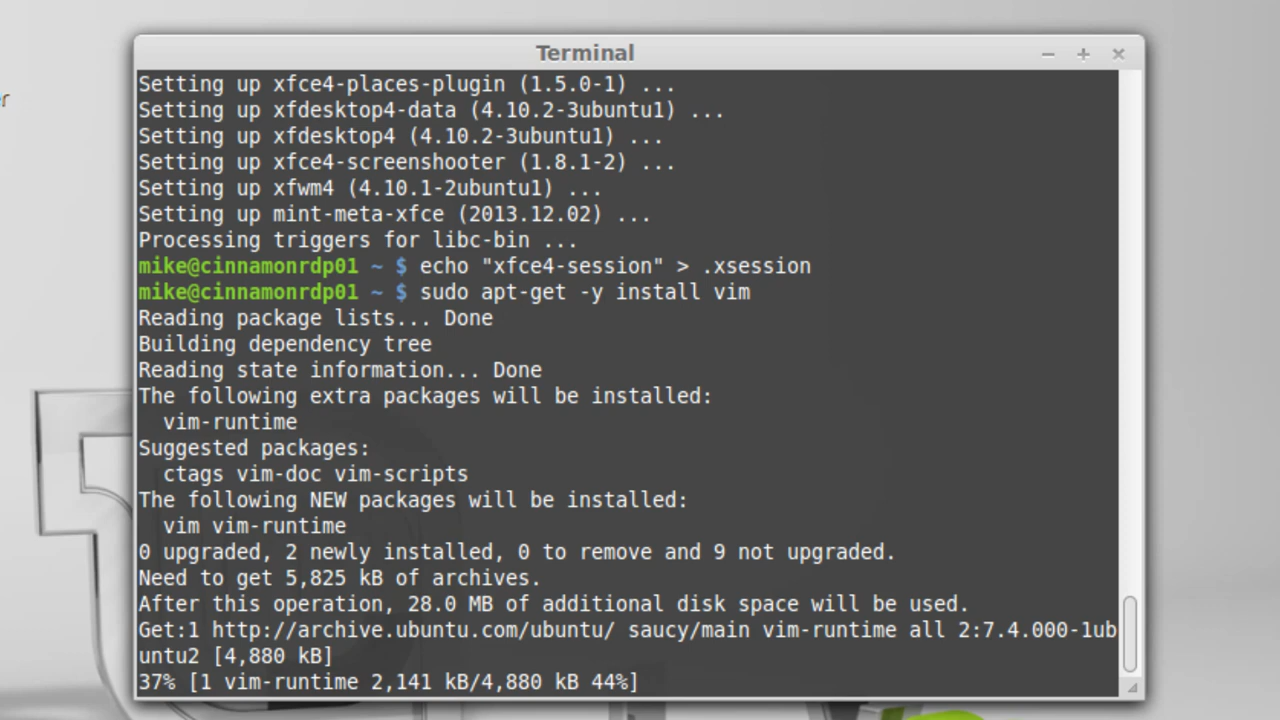 Terminal
r
Setting up xfce4-places-plugin (1.5.0-1) ...
Setting up xfdesktop4-data (4.10.2-3ubuntu1) ...
Setting up xfdesktop4 (4.10.2-3ubuntu1) ...
Setting up xfce4-screenshooter (1.8.1-2) ...
Setting up xfwm4 (4.10.1-2ubuntu1) ...
Setting up mint-meta-xfce (2013.12.02) ...
Processing triggers for libc-bin ...
mike@cinnamonrdp01 ~ $ echo "xfce4-session" > .xsession
mike@cinnamonrdp01 ~ $ sudo apt-get -y install vim
Reading package lists... Done
Building dependency tree
Reading state information... Done
The following extra packages will be installed:
  vim-runtime
Suggested packages:
  ctags vim-doc vim-scripts
The following NEW packages will be installed:
  vim vim-runtime
0 upgraded, 2 newly installed, 0 to remove and 9 not upgraded.
Need to get 5,825 kB of archives.
After this operation, 28.0 MB of additional disk space will be used.
Get:1 http://archive.ubuntu.com/ubuntu/ saucy/main vim-runtime all 2:7.4.000-1ub
untu2 [4,880 kB]
37% [1 vim-runtime 2,141 kB/4,880 kB 44%]